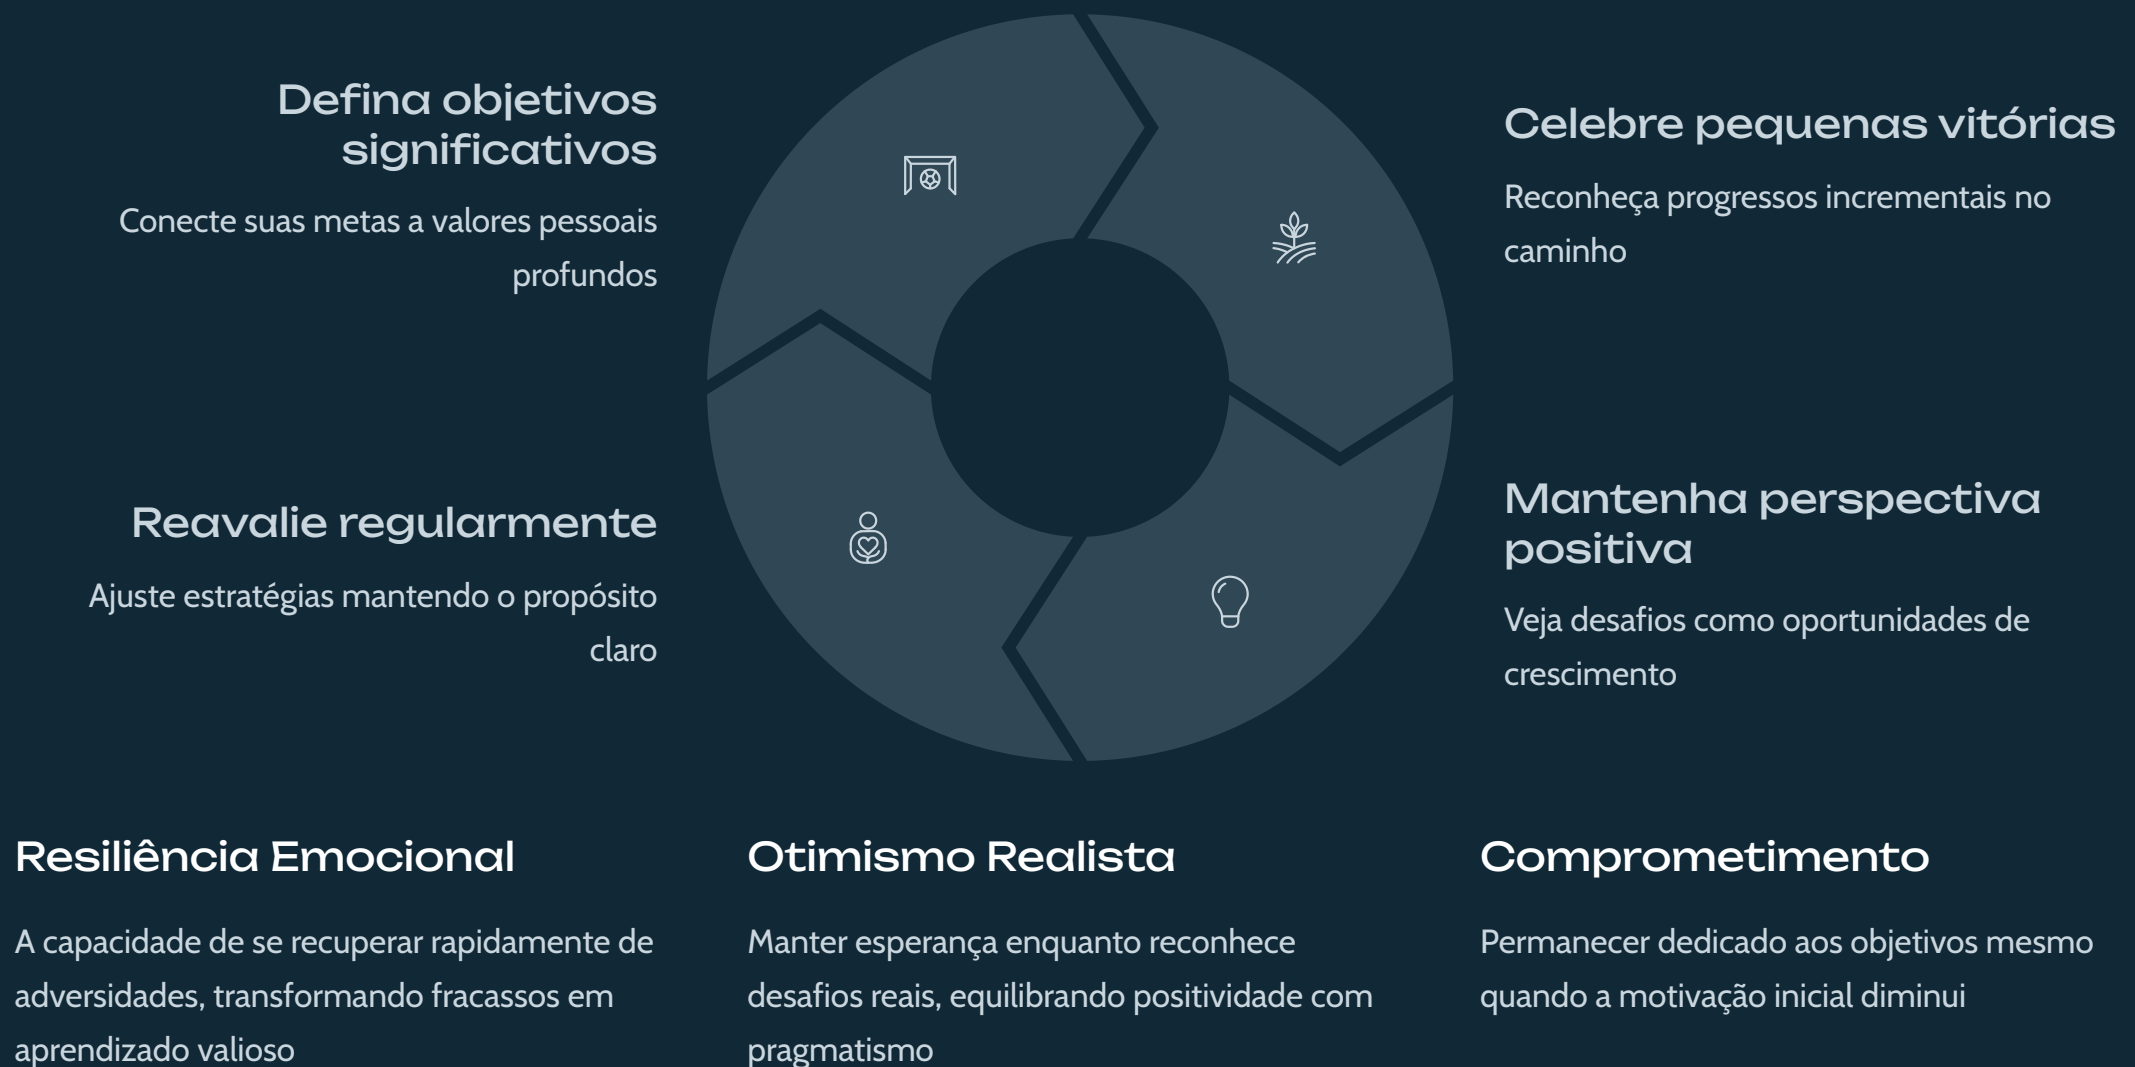 Defina objetivos
significativos
Conecte suas metas a valores pessoais
profundos
Celebre pequenas vitórias
Reconheça progressos incrementais no
caminho
Mantenha perspectiva
positiva
Veja desafios como oportunidades de
crescimento
Reavalie regularmente
Ajuste estratégias mantendo o propósito
claro
Resiliência Emocional
A capacidade de se recuperar rapidamente de
adversidades, transformando fracassos em
aprendizado valioso
Otimismo Realista
Manter esperança enquanto reconhece
desafios reais, equilibrando positividade com
pragmatismo
Comprometimento
Permanecer dedicado aos objetivos mesmo
quando a motivação inicial diminui